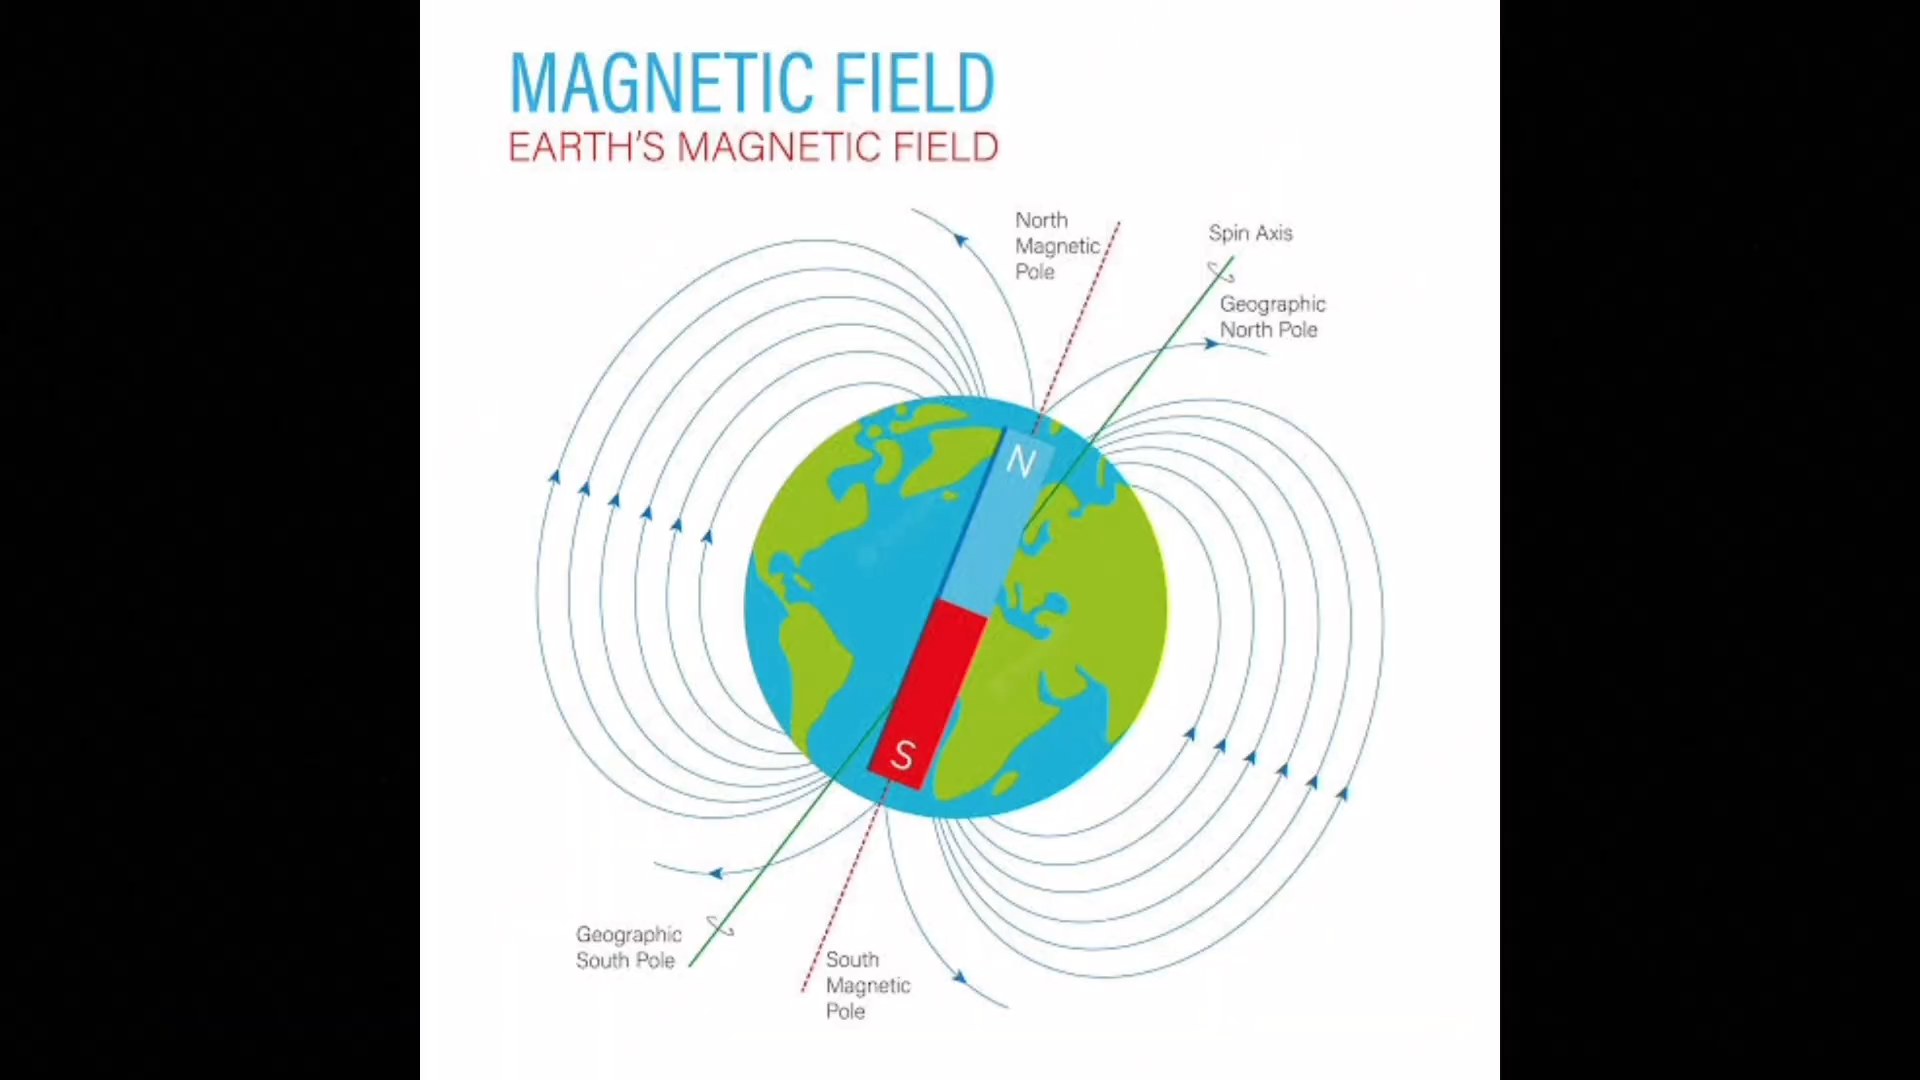 MAGNETIC FIELD
EARTH'S MAGNETIC FIELD
North
Magnetic
Pole
Spin Axis
Geographic
North Pole
N
S
Geographic
South Pole
South
Magnetic
Pole